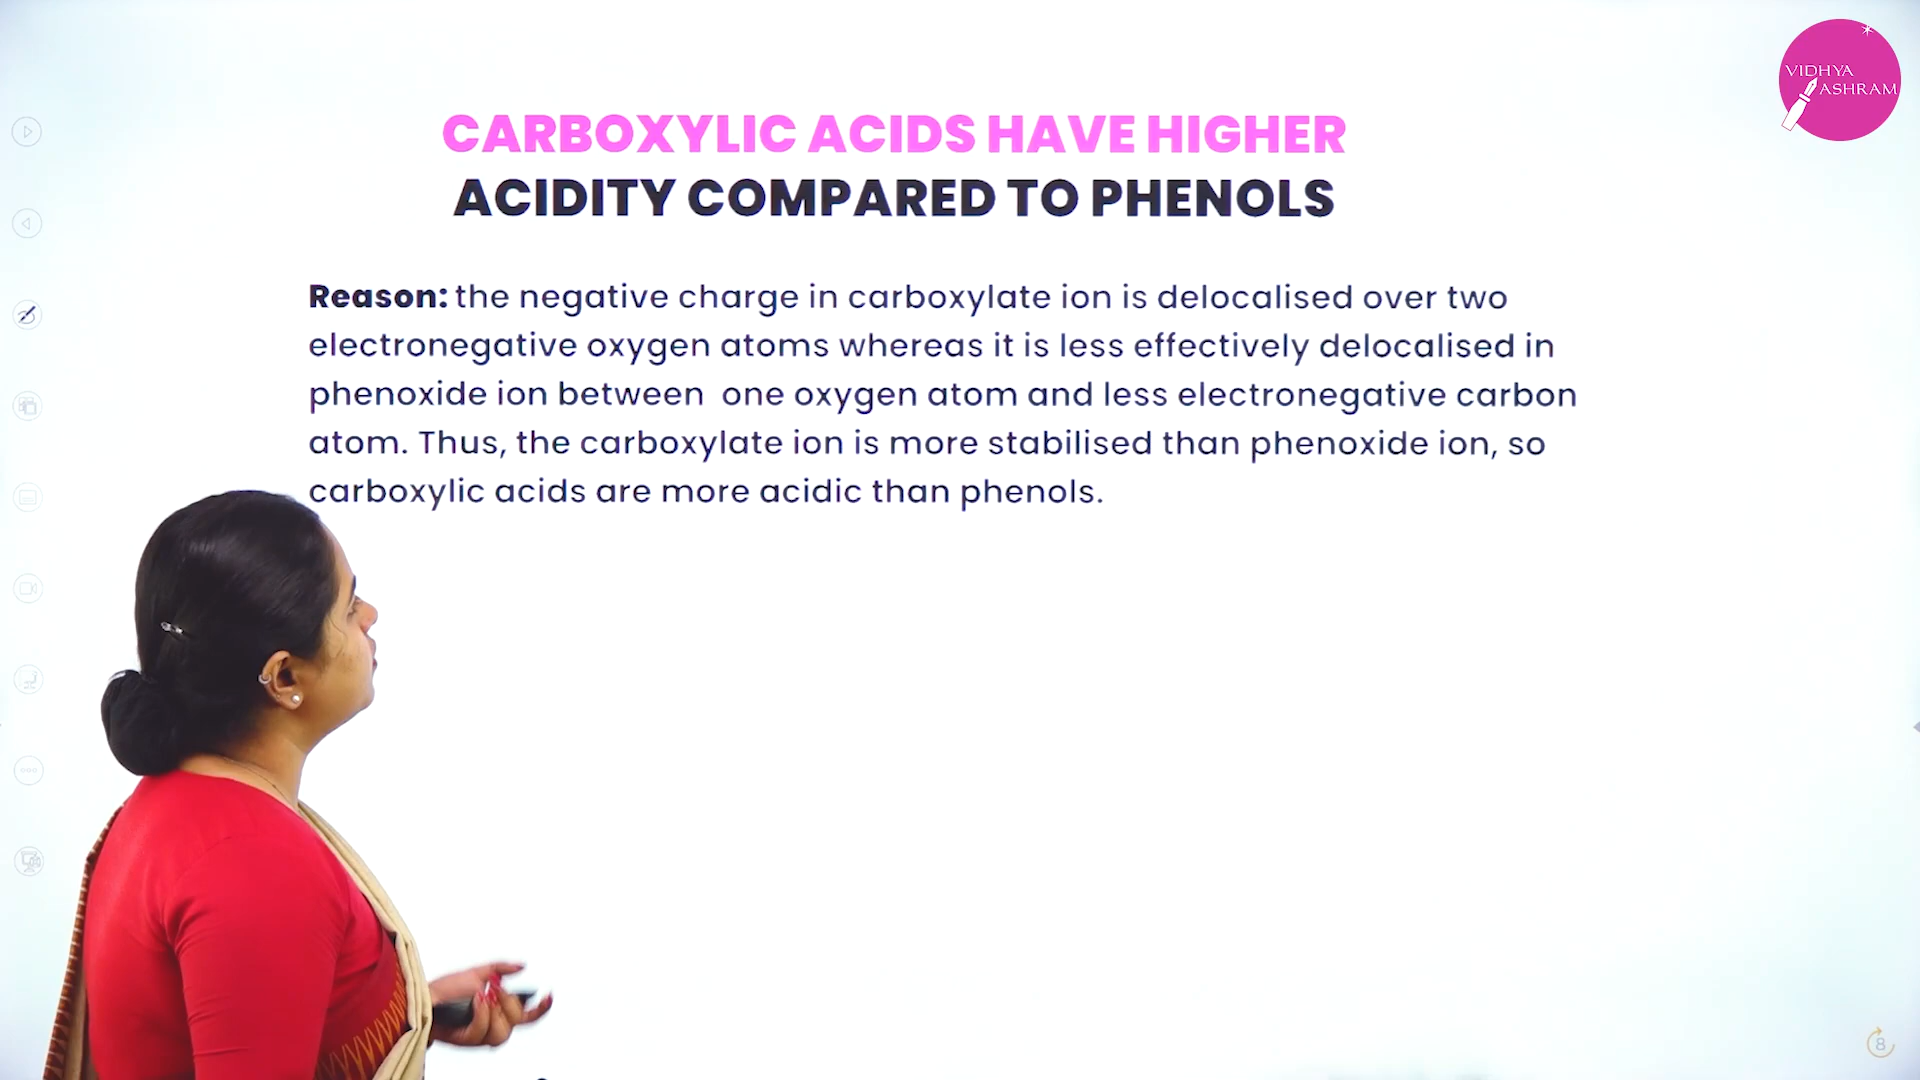 VIDHYA
ASHRAM
CARBOXYLIC ACIDS HAVE HIGHER
ACIDITY COMPARED TO PHENOLS
Reason: the negative charge in carboxylate ion is delocalised over two
electronegative oxygen atoms whereas it is less effectively delocalised in
phenoxide ion between one oxygen atom and less electronegative carbon
atom. Thus, the carboxylate ion is more stabilised than phenoxide ion, so
carboxylic acids are more acidic than phenols.
8